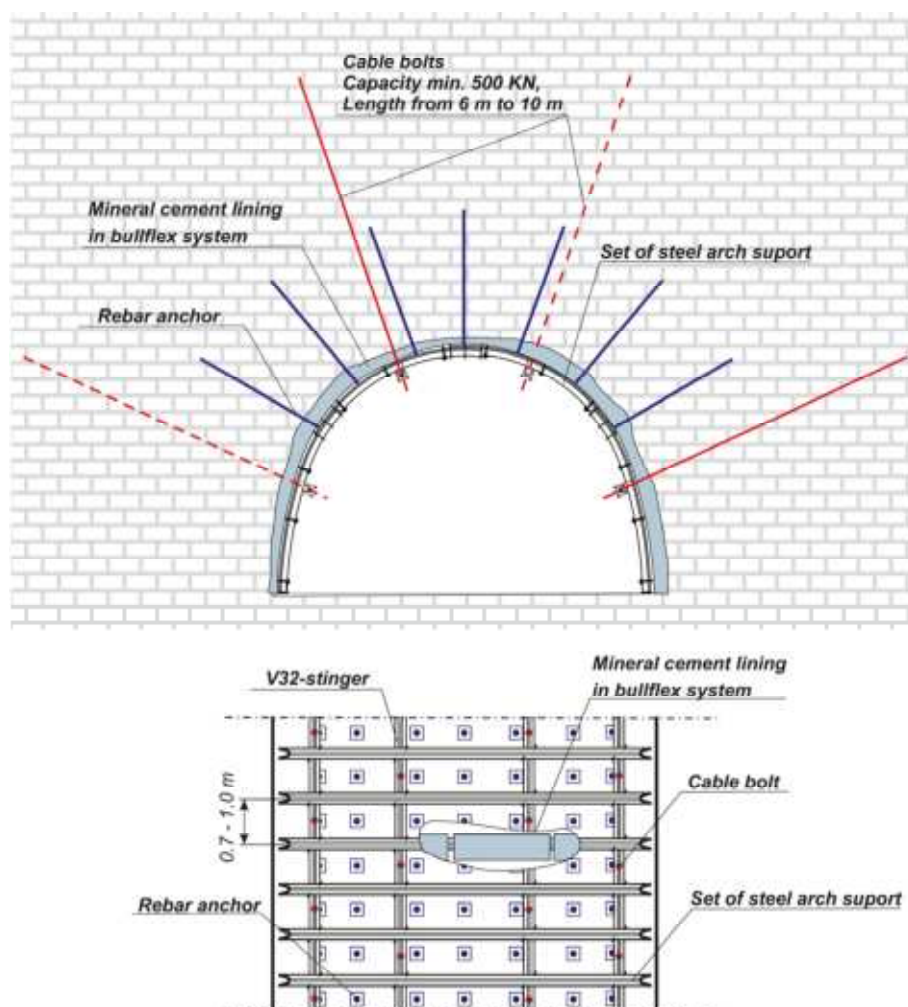 Cable bolts
Capacity min. 500 KN,
Length from 6 m to 10 m
Mineral cement lining
in bullflex system
Set of steel arch suport
Rebar anchor
Mineral cement lining
in bullflex system
V32-stinger
Cable bolt
0.7 - 1.0 m
Rebar anchor
Set of steel arch suport